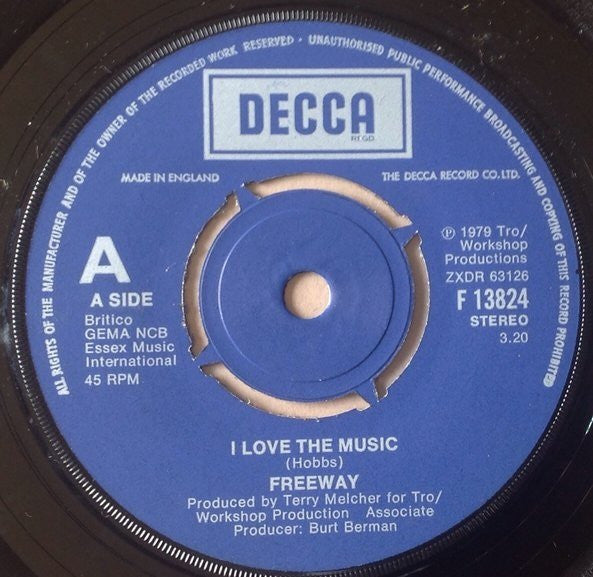 ALL RIGHTS OF THE MANUFACTURER AND OF THE OWNER OF THE RECORDED WORK RESERVED · UNAUTHORISED PUBLIC PERFORMANCE BROADCASTING AND COPYING OF THIS RECORD PROHIBITED
DECCA
REGD.
MADE IN ENGLAND
THE DECCA RECORD CO. LTD.
A
A SIDE
Britico
GEMA NCB
Essex Music
International
45 RPM
℗ 1979 Tro/
Workshop
Productions
ZXDR 63126
F 13824
STEREO
3.20
I LOVE THE MUSIC
(Hobbs)
FREEWAY
Produced by Terry Melcher for Tro/
Workshop Production Associate
Producer: Burt Berman